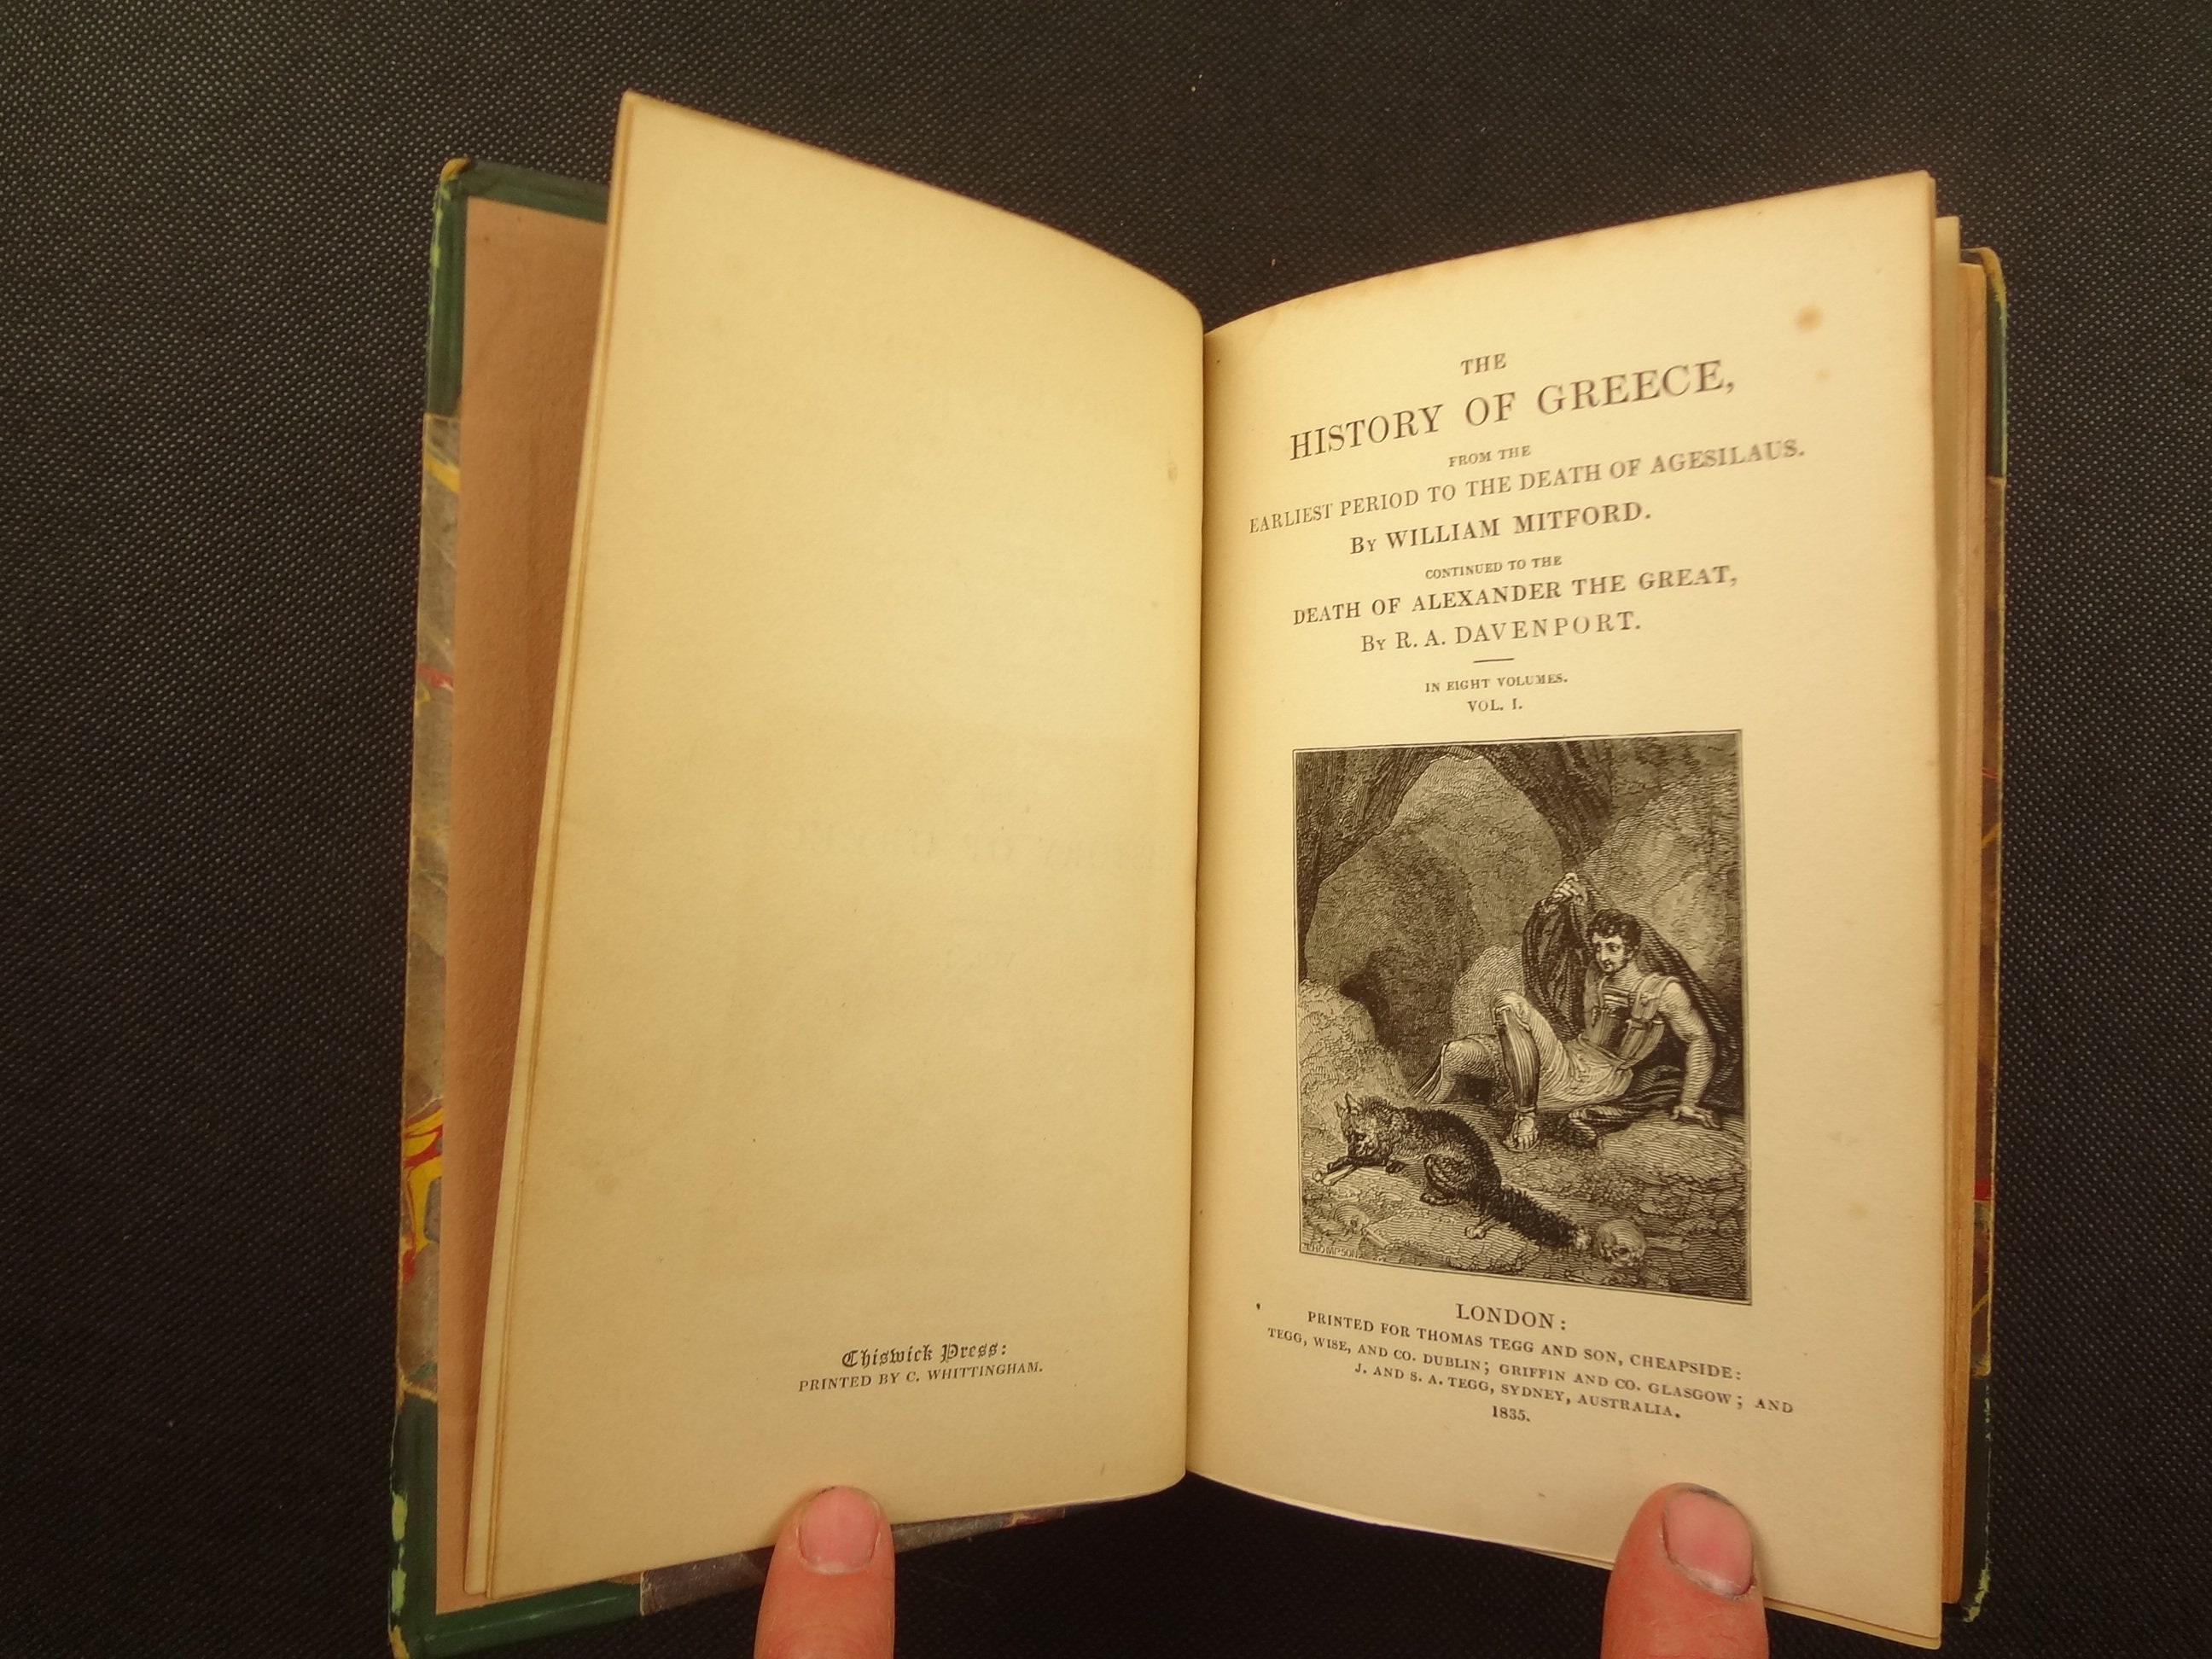 Chiswick Press:
PRINTED BY C. WHITTINGHAM.
THE
HISTORY OF GREECE,
FROM THE
EARLIEST PERIOD TO THE DEATH OF AGESILAUS.
BY WILLIAM MITFORD.
CONTINUED TO THE
DEATH OF ALEXANDER THE GREAT,
BY R. A. DAVENPORT.
IN EIGHT VOLUMES.
VOL. I.
THOMPSON
LONDON:
PRINTED FOR THOMAS TEGG AND SON, CHEAPSIDE:
TEGG, WISE, AND CO. DUBLIN; GRIFFIN AND CO. GLASGOW; AND
J. AND S. A. TEGG, SYDNEY, AUSTRALIA.
1835.